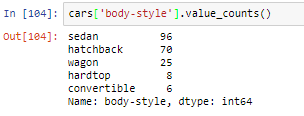 In [104]: cars['body-style'].value_counts()
Out[104]: sedan 96
hatchback 70
wagon 25
hardtop 8
convertible 6
Name: body-style, dtype: int64